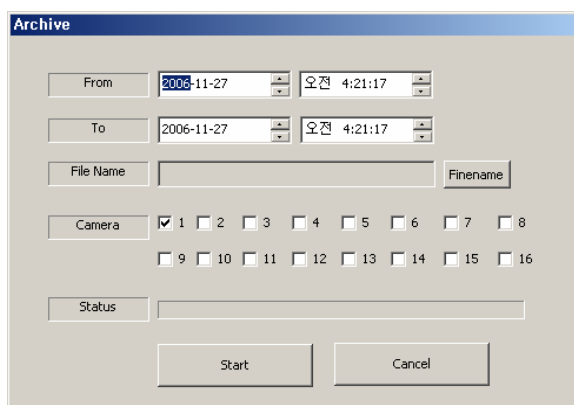 Archive
From 2006-11-27 오전 4:21:17
To 2006-11-27 오전 4:21:17
File Name Finename
Camera 1 2 3 4 5 6 7 8
9 10 11 12 13 14 15 16
Status
Start Cancel